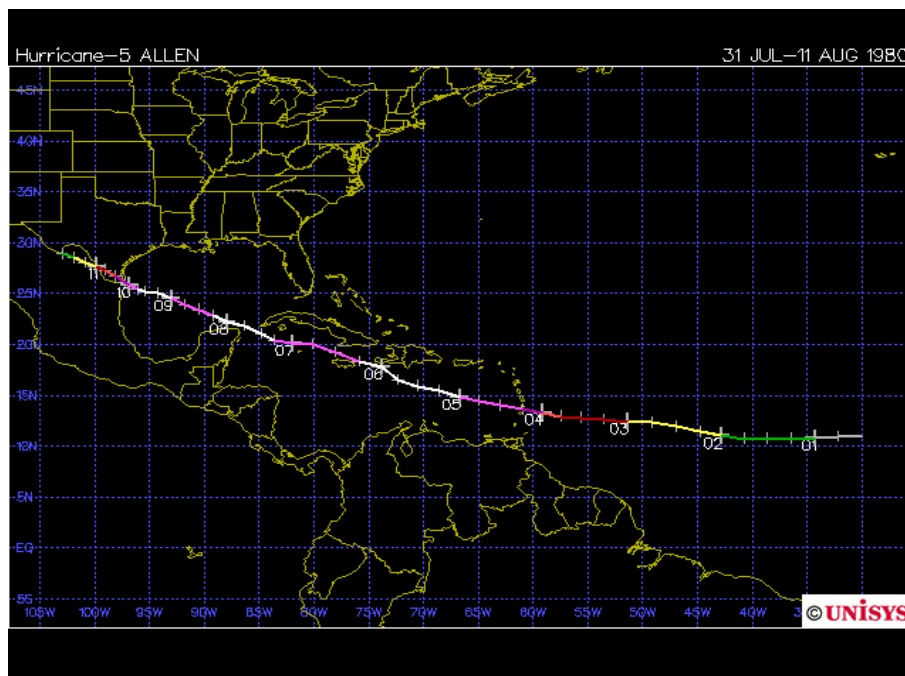 Hurricane-5 ALLEN 31 JUL-11 AUG 1980
45N
40N
35N
30N
25N
20N
15N
10N
5N
EQ
5S
11
10
09
08
07
06
05
04
03
02
01
105W 100W 95W 90W 85W 80W 75W 70W 65W 60W 55W 50W 45W 40W 35W
© UNISYS